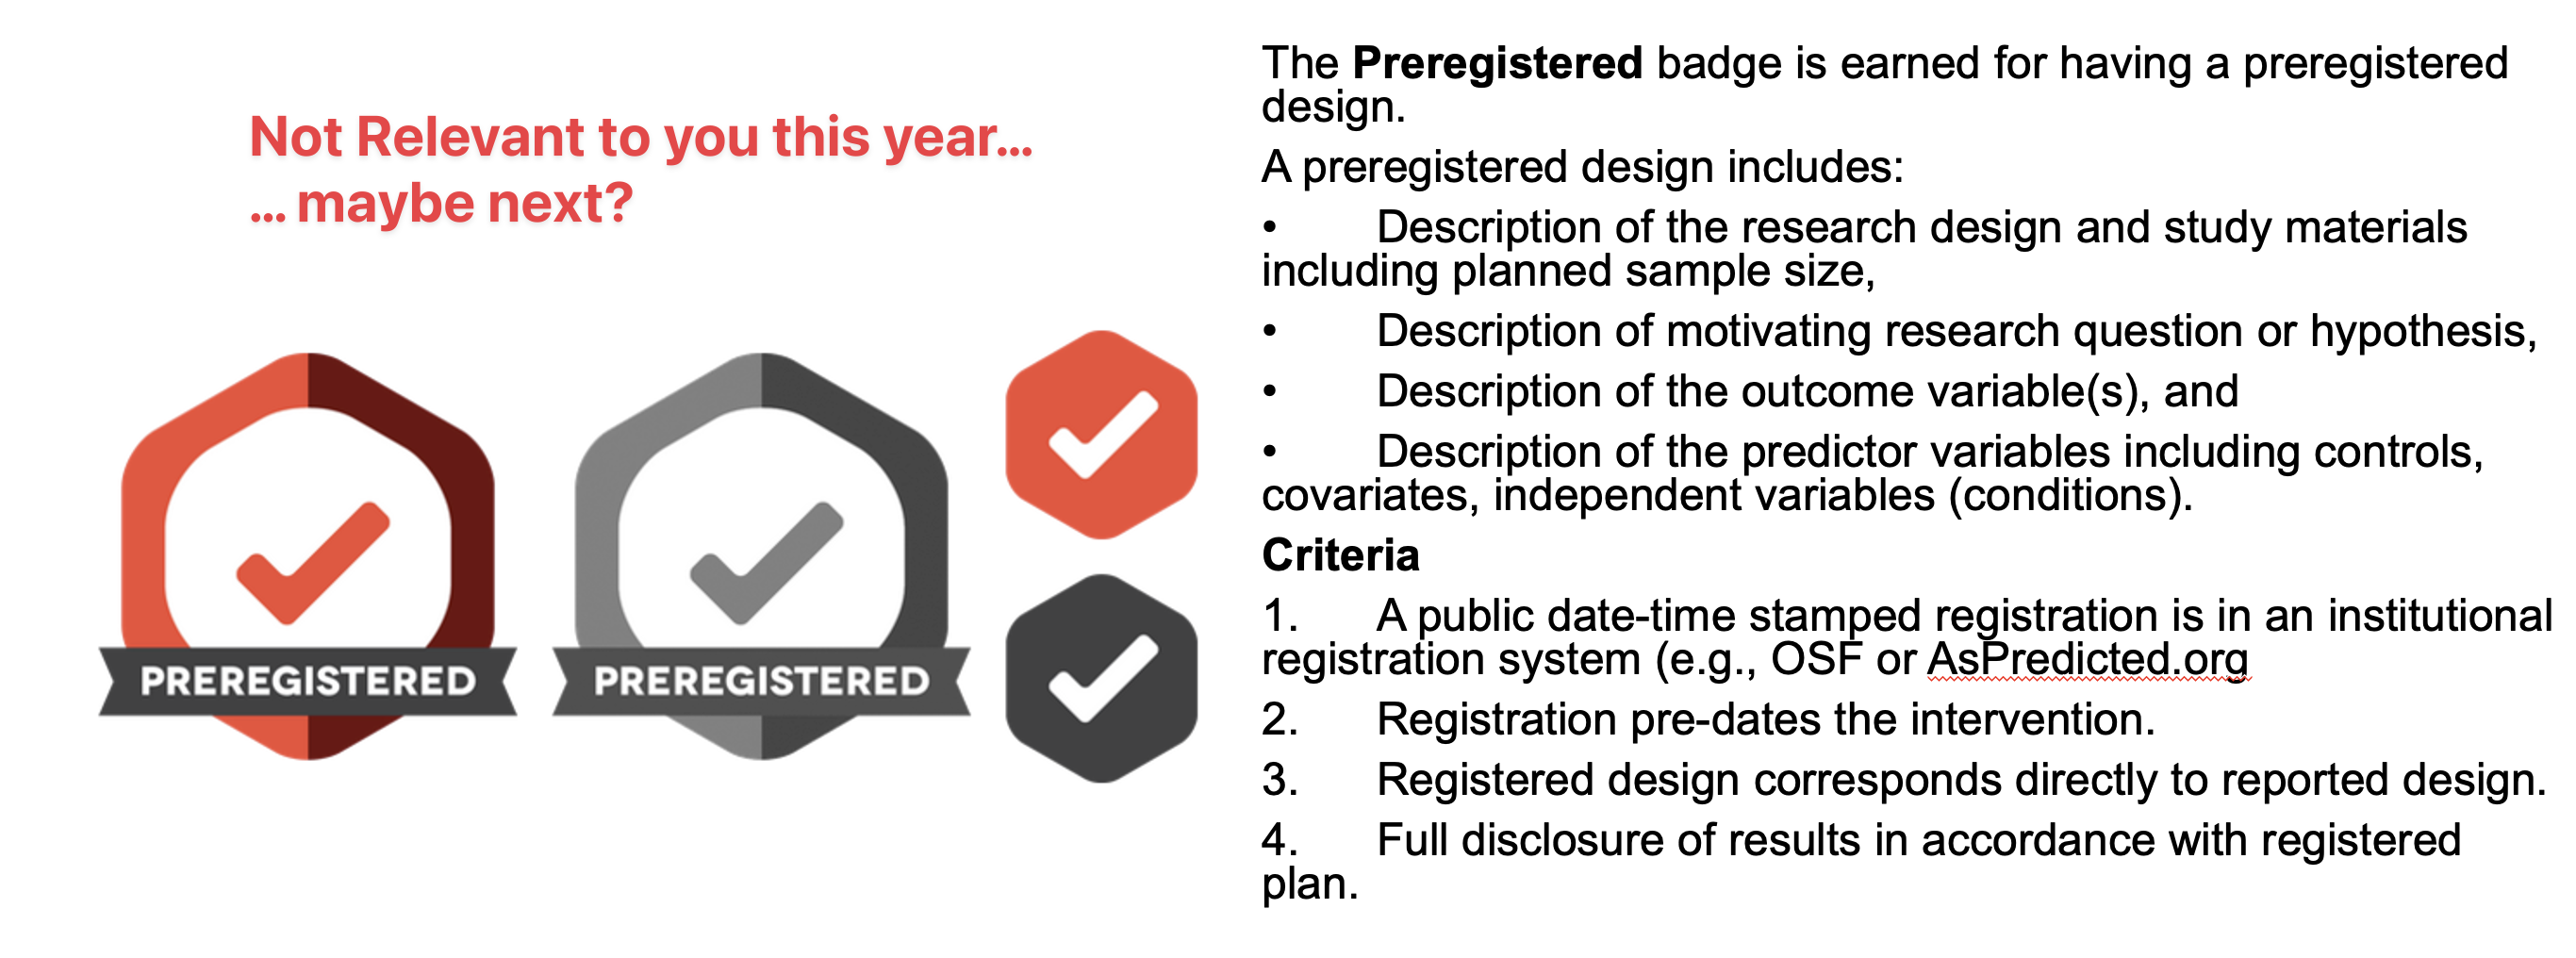 Not Relevant to you this year...
... maybe next?
PREREGISTERED
PREREGISTERED
The Preregistered badge is earned for having a preregistered
design.
A preregistered design includes:
• Description of the research design and study materials
including planned sample size,
• Description of motivating research question or hypothesis,
• Description of the outcome variable(s), and
• Description of the predictor variables including controls,
covariates, independent variables (conditions).
Criteria
1. A public date-time stamped registration is in an institutional
registration system (e.g., OSF or AsPredicted.org
2. Registration pre-dates the intervention.
3. Registered design corresponds directly to reported design.
4. Full disclosure of results in accordance with registered
plan.